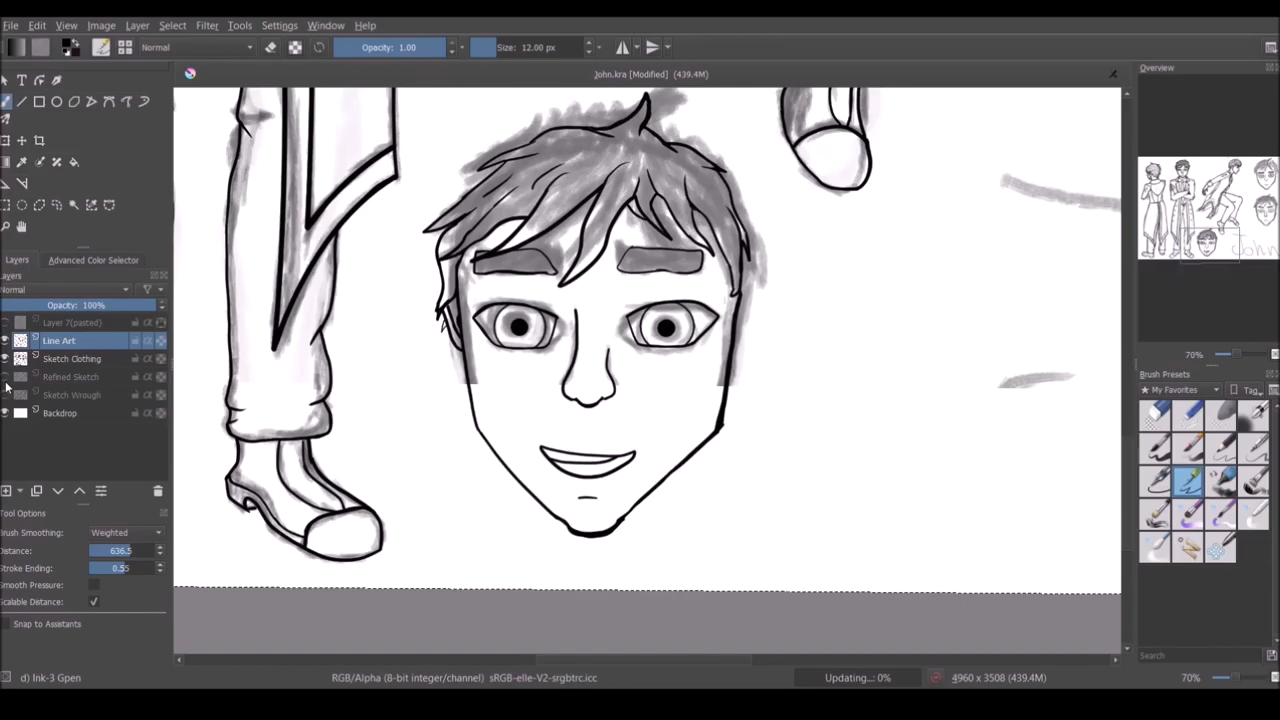 File Edit View Image Layer Select Filter Tools Settings Window Help
Normal Opacity: 1.00 Size: 12.00 px
John.kra [Modified] (439.4M)
Overview
John
70%
Brush Presets
My Favorites Tag
Search
Layers Advanced Color Selector
Layers
Normal
Opacity: 100%
Layer 7(pasted)
Line Art
Sketch Clothing
Refined Sketch
Sketch Wrough
Backdrop
Tool Options
Brush Smoothing: Weighted
Distance: 636.5
Stroke Ending: 0.55
Smooth Pressure:
Scalable Distance:
Snap to Assistants
d) Ink-3 Gpen RGB/Alpha (8-bit integer/channel) sRGB-elle-V2-srgbtrc.icc Updating...: 0% 4960 x 3508 (439.4M) 70%